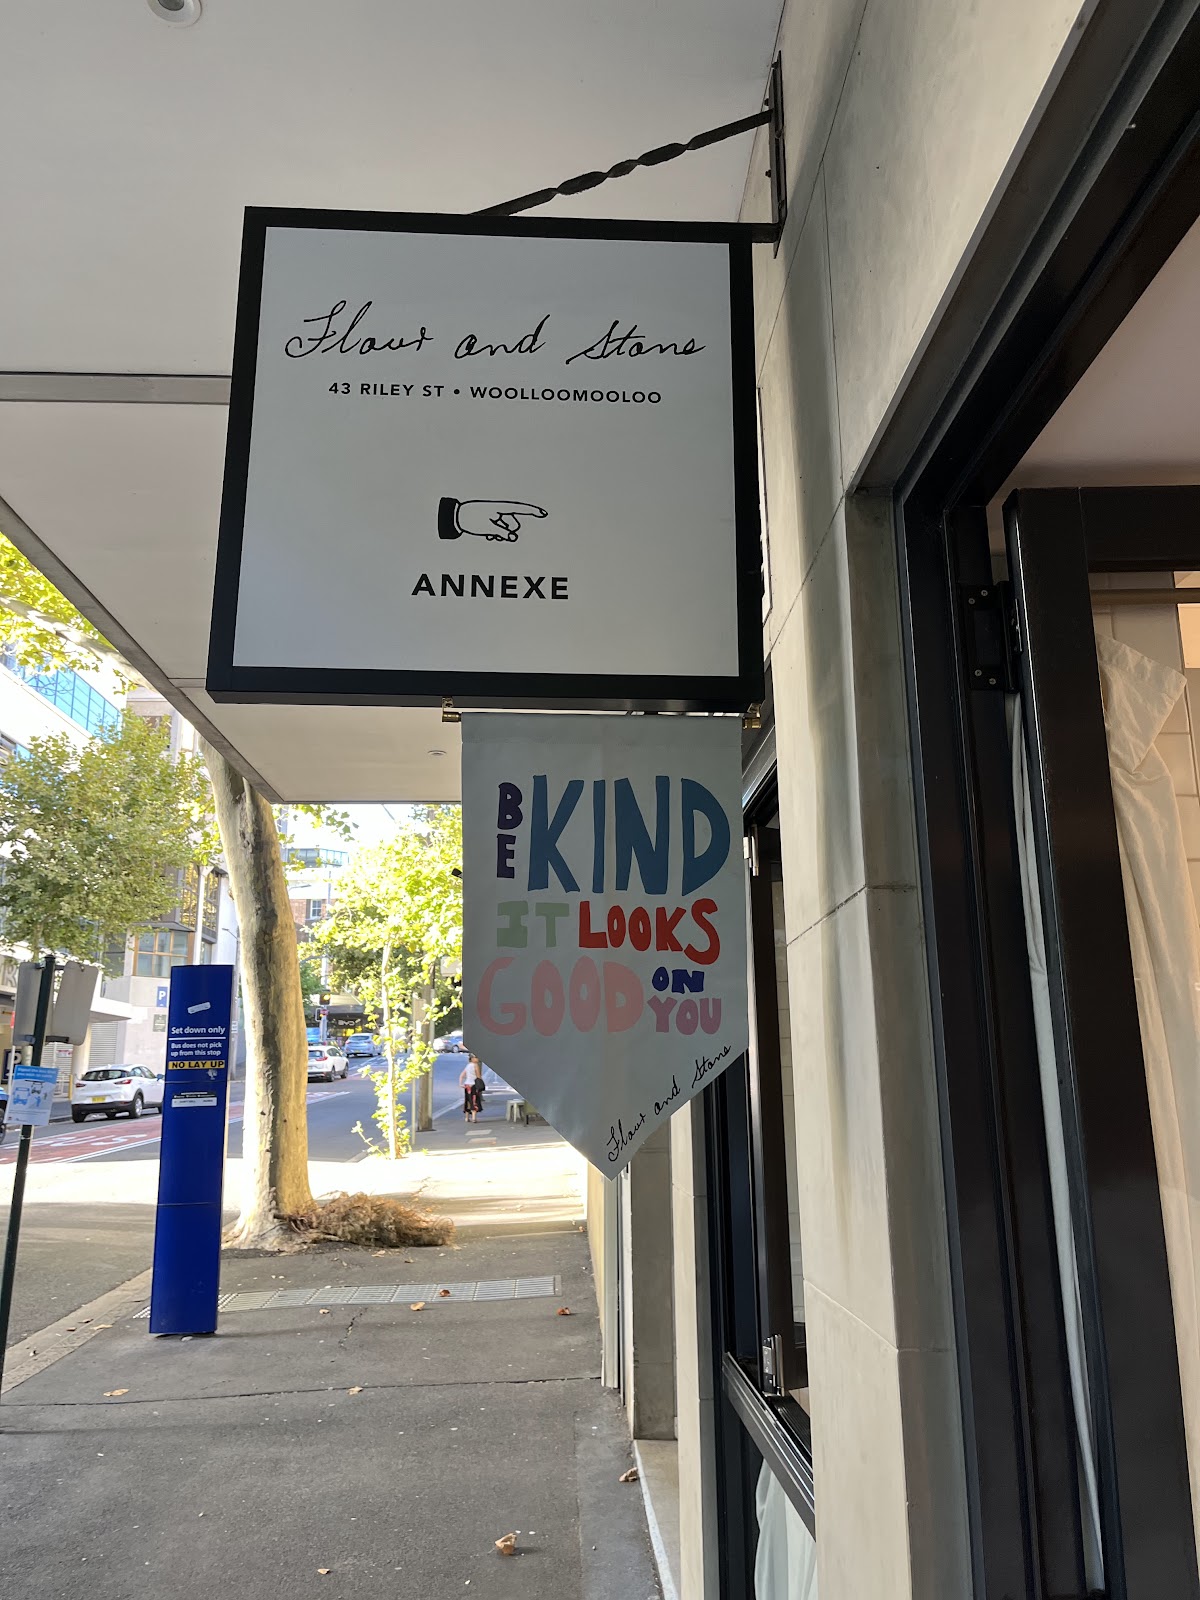 Flour and Stone
43 RILEY ST • WOOLLOOMOOLOO
ANNEXE
BE KIND
IT LOOKS
GOOD ON YOU
Flour and Stone
P
Set down only
Bus does not pick
up from this stop
NO LAY UP